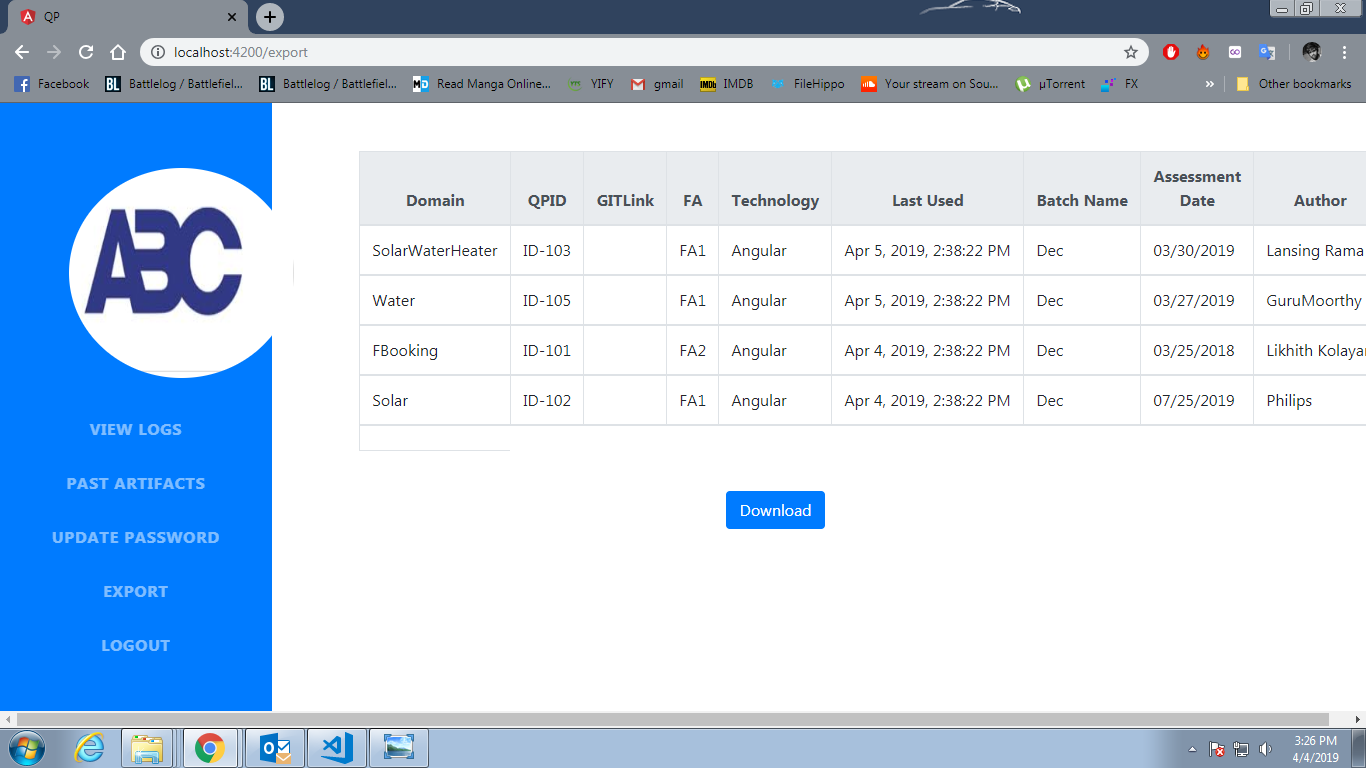 QP
localhost:4200/export
Facebook
BL Battlelog / Battlefiel...
BL Battlelog / Battlefiel...
MD Read Manga Online...
YIFY
gmail
IMDb IMDB
FileHippo
Your stream on Sou...
µTorrent
FX
»
Other bookmarks
ABC
VIEW LOGS
PAST ARTIFACTS
UPDATE PASSWORD
EXPORT
LOGOUT
Domain QPID GITLink FA Technology Last Used Batch Name Assessment Date Author
SolarWaterHeater ID-103 FA1 Angular Apr 5, 2019, 2:38:22 PM Dec 03/30/2019 Lansing Rama
Water ID-105 FA1 Angular Apr 5, 2019, 2:38:22 PM Dec 03/27/2019 GuruMoorthy
FBooking ID-101 FA2 Angular Apr 4, 2019, 2:38:22 PM Dec 03/25/2018 Likhith Kolaya
Solar ID-102 FA1 Angular Apr 4, 2019, 2:38:22 PM Dec 07/25/2019 Philips
Download
3:26 PM
4/4/2019